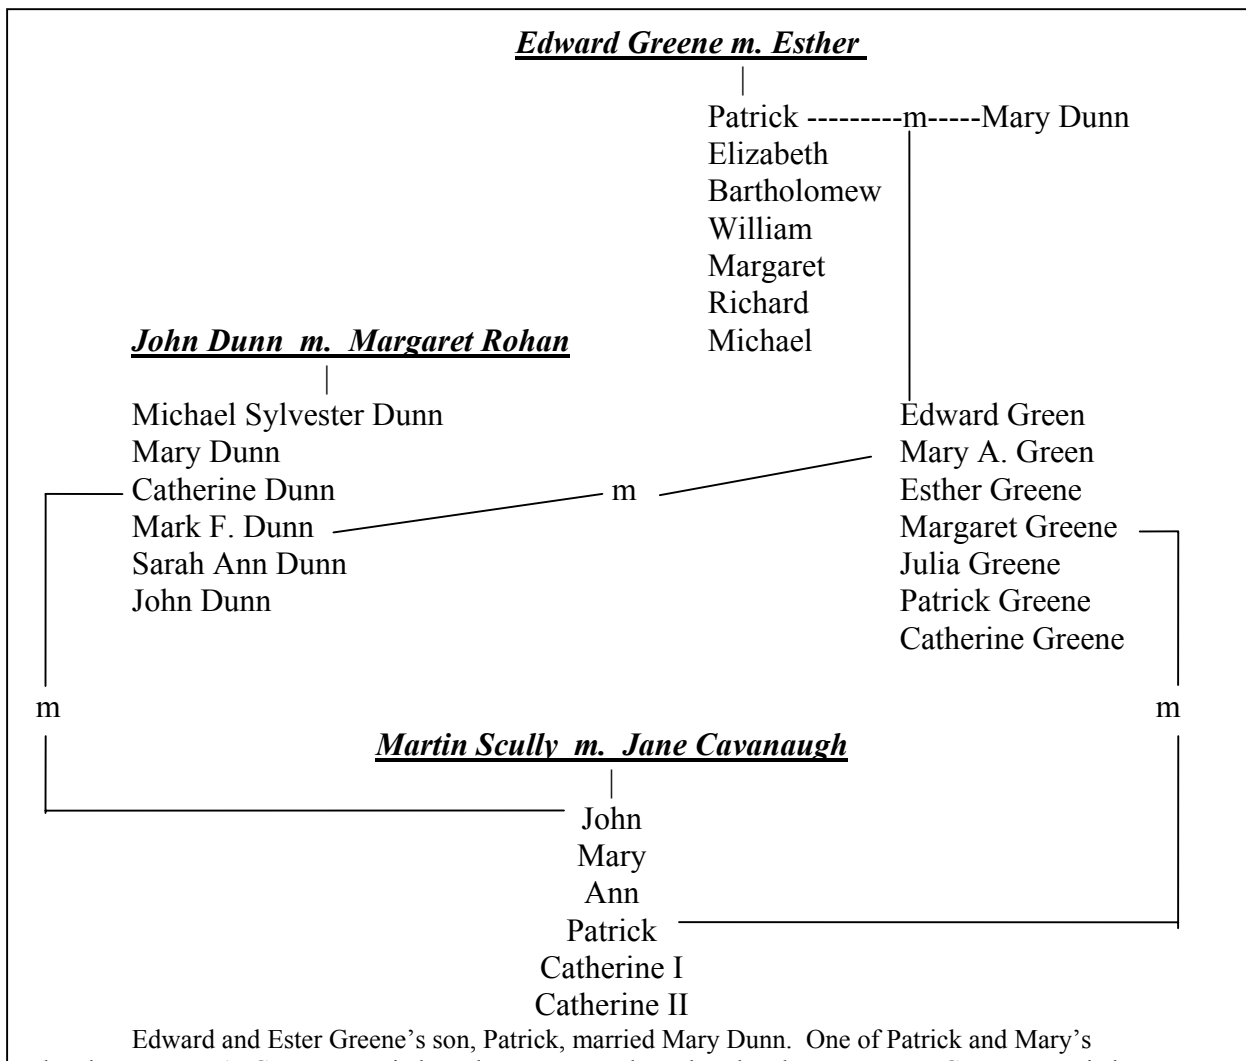 Edward Greene m. Esther
Patrick ---------m-----Mary Dunn
Elizabeth
Bartholomew
William
Margaret
Richard
Michael
John Dunn m. Margaret Rohan
Michael Sylvester Dunn
Mary Dunn
Catherine Dunn
Mark F. Dunn
Sarah Ann Dunn
John Dunn
m
Edward Green
Mary A. Green
Esther Greene
Margaret Greene
Julia Greene
Patrick Greene
Catherine Greene
m
m
Martin Scully m. Jane Cavanaugh
John
Mary
Ann
Patrick
Catherine I
Catherine II
Edward and Ester Greene's son, Patrick, married Mary Dunn. One of Patrick and Mary's